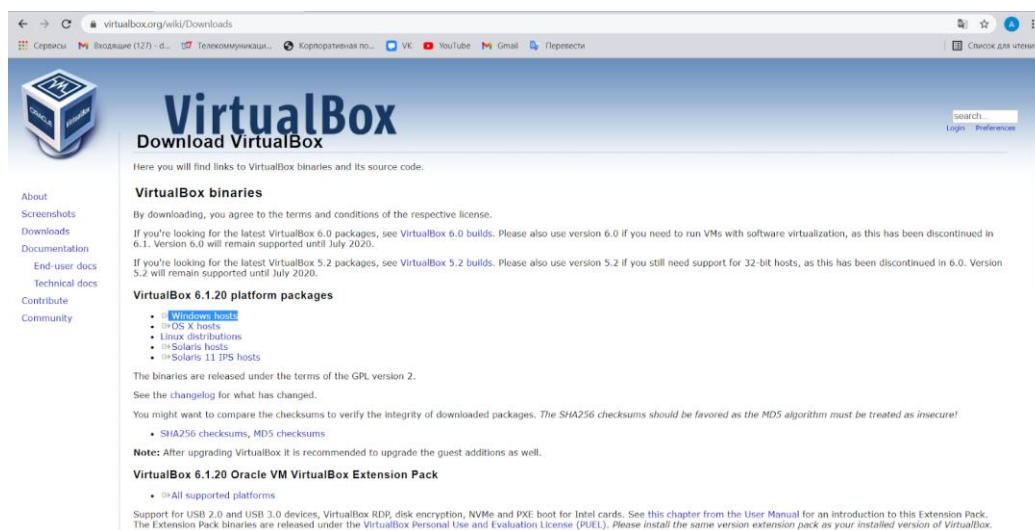 virtualbox.org/wiki/Downloads
A
Сервисы
Входящие (127) - d...
Телекоммуникаци...
Корпоративная по...
VK
YouTube
Gmail
Перевести
Список для чтени
VirtualBox
search...
Login Preferences
Download VirtualBox
Here you will find links to VirtualBox binaries and its source code.
About
Screenshots
Downloads
Documentation
End-user docs
Technical docs
Contribute
Community
VirtualBox binaries
By downloading, you agree to the terms and conditions of the respective license.
If you're looking for the latest VirtualBox 6.0 packages, see VirtualBox 6.0 builds. Please also use version 6.0 if you need to run VMs with software virtualization, as this has been discontinued in
6.1. Version 6.0 will remain supported until July 2020.
If you're looking for the latest VirtualBox 5.2 packages, see VirtualBox 5.2 builds. Please also use version 5.2 if you still need support for 32-bit hosts, as this has been discontinued in 6.0. Version
5.2 will remain supported until July 2020.
VirtualBox 6.1.20 platform packages
Windows hosts
OS X hosts
Linux distributions
Solaris hosts
Solaris 11 IPS hosts
The binaries are released under the terms of the GPL version 2.
See the changelog for what has changed.
You might want to compare the checksums to verify the integrity of downloaded packages. The SHA256 checksums should be favored as the MD5 algorithm must be treated as insecure!
SHA256 checksums, MD5 checksums
Note: After upgrading VirtualBox it is recommended to upgrade the guest additions as well.
VirtualBox 6.1.20 Oracle VM VirtualBox Extension Pack
All supported platforms
Support for USB 2.0 and USB 3.0 devices, VirtualBox RDP, disk encryption, NVMe and PXE boot for Intel cards. See this chapter from the User Manual for an introduction to this Extension Pack.
The Extension Pack binaries are released under the VirtualBox Personal Use and Evaluation License (PUEL). Please install the same version extension pack as your installed version of VirtualBox.